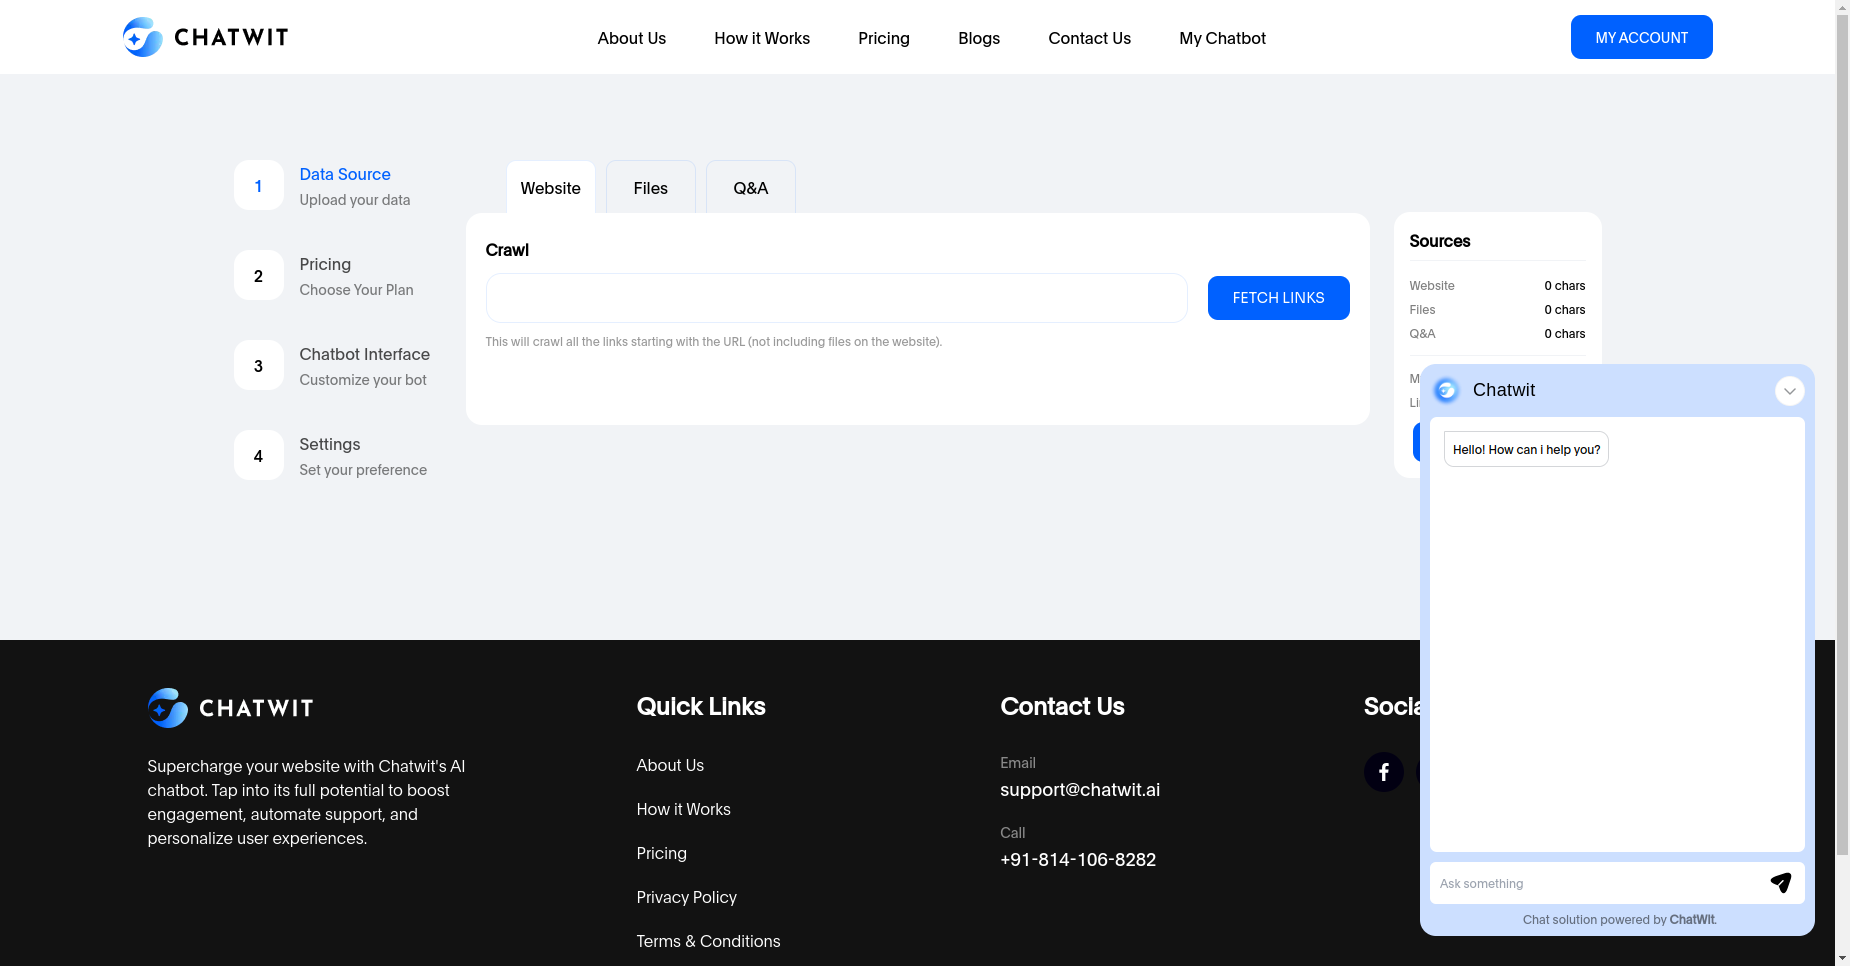 CHATWIT
About Us
How it Works
Pricing
Blogs
Contact Us
My Chatbot
MY ACCOUNT
1
Data Source
Upload your data
2
Pricing
Choose Your Plan
3
Chatbot Interface
Customize your bot
4
Settings
Set your preference
Website
Files
Q&A
Crawl
FETCH LINKS
This will crawl all the links starting with the URL (not including files on the website).
Sources
Website 0 chars
Files 0 chars
Q&A 0 chars
Chatwit
Hello! How can i help you?
Ask something
Chat solution powered by ChatWit.
CHATWIT
Supercharge your website with Chatwit's AI
chatbot. Tap into its full potential to boost
engagement, automate support, and
personalize user experiences.
Quick Links
About Us
How it Works
Pricing
Privacy Policy
Terms & Conditions
Contact Us
Email
support@chatwit.ai
Call
+91-814-106-8282